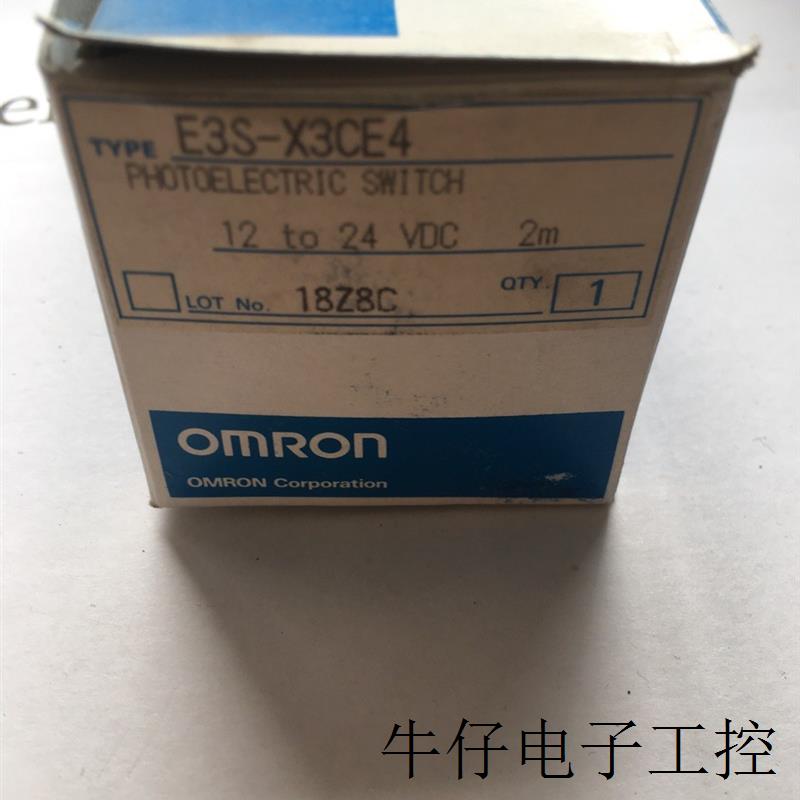 TYPE E3S-X3CE4
PHOTOELECTRIC SWITCH
12 to 24 VDC 2m
LOT No. 18Z8C QTY. 1
OMRON
OMRON Corporation
牛仔电子工控